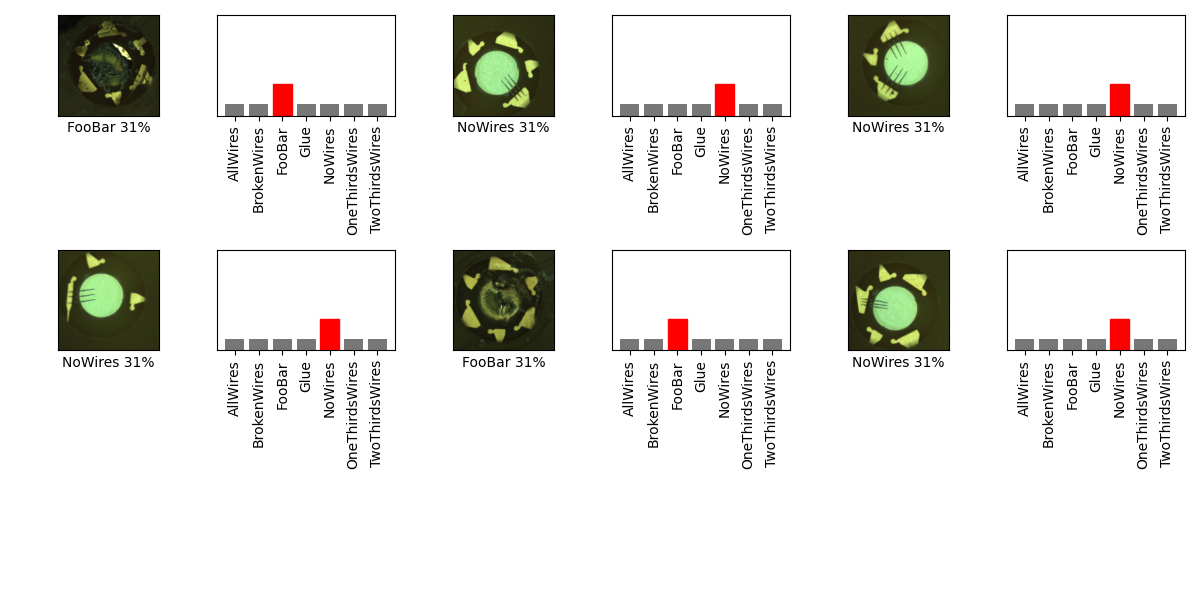 FooBar 31%
AllWires
BrokenWires
FooBar
Glue
NoWires
OneThirdsWires
TwoThirdsWires
NoWires 31%
AllWires
BrokenWires
FooBar
Glue
NoWires
OneThirdsWires
TwoThirdsWires
NoWires 31%
AllWires
BrokenWires
FooBar
Glue
NoWires
OneThirdsWires
TwoThirdsWires
NoWires 31%
AllWires
BrokenWires
FooBar
Glue
NoWires
OneThirdsWires
TwoThirdsWires
FooBar 31%
AllWires
BrokenWires
FooBar
Glue
NoWires
OneThirdsWires
TwoThirdsWires
NoWires 31%
AllWires
BrokenWires
FooBar
Glue
NoWires
OneThirdsWires
TwoThirdsWires